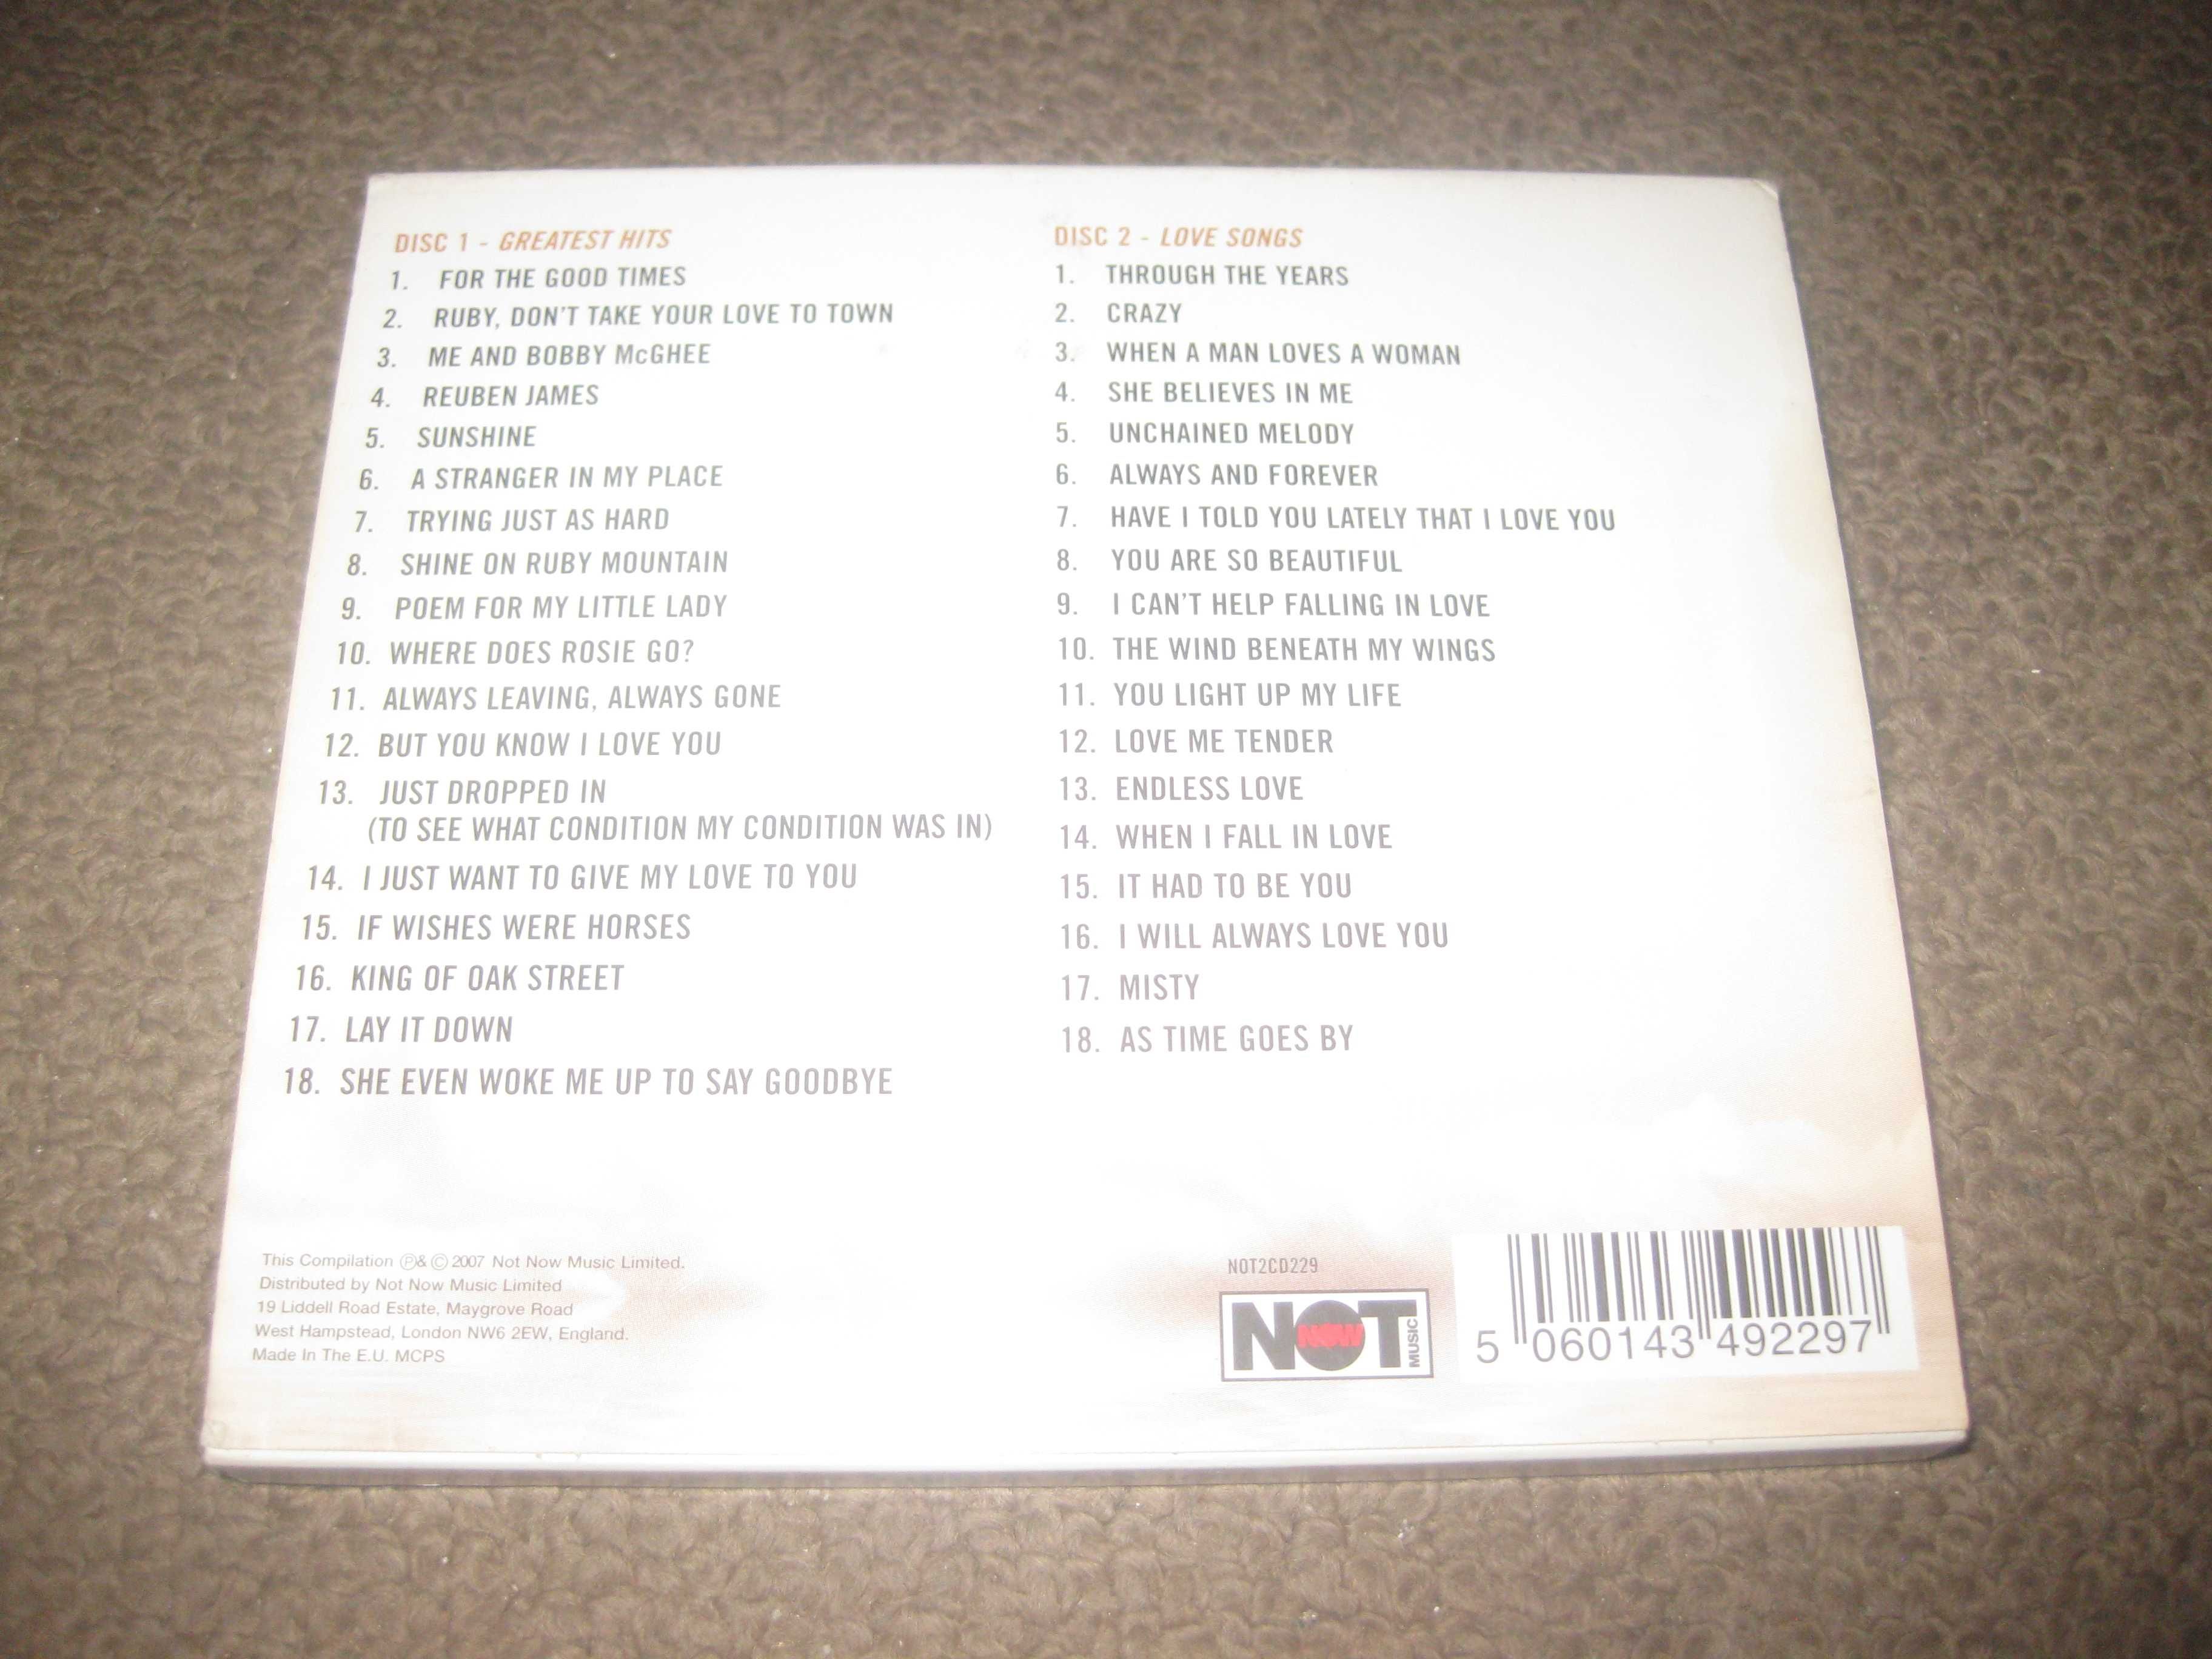 DISC 1 - GREATEST HITS
1. FOR THE GOOD TIMES
2. RUBY, DON'T TAKE YOUR LOVE TO TOWN
3. ME AND BOBBY McGHEE
4. REUBEN JAMES
5. SUNSHINE
6. A STRANGER IN MY PLACE
7. TRYING JUST AS HARD
8. SHINE ON RUBY MOUNTAIN
9. POEM FOR MY LITTLE LADY
10. WHERE DOES ROSIE GO?
11. ALWAYS LEAVING, ALWAYS GONE
12. BUT YOU KNOW I LOVE YOU
13. JUST DROPPED IN
(TO SEE WHAT CONDITION MY CONDITION WAS IN)
14. I JUST WANT TO GIVE MY LOVE TO YOU
15. IF WISHES WERE HORSES
16. KING OF OAK STREET
17. LAY IT DOWN
18. SHE EVEN WOKE ME UP TO SAY GOODBYE
DISC 2 - LOVE SONGS
1. THROUGH THE YEARS
2. CRAZY
3. WHEN A MAN LOVES A WOMAN
4. SHE BELIEVES IN ME
5. UNCHAINED MELODY
6. ALWAYS AND FOREVER
7. HAVE I TOLD YOU LATELY THAT I LOVE YOU
8. YOU ARE SO BEAUTIFUL
9. I CAN'T HELP FALLING IN LOVE
10. THE WIND BENEATH MY WINGS
11. YOU LIGHT UP MY LIFE
12. LOVE ME TENDER
13. ENDLESS LOVE
14. WHEN I FALL IN LOVE
15. IT HAD TO BE YOU
16. I WILL ALWAYS LOVE YOU
17. MISTY
18. AS TIME GOES BY
This Compilation Ⓟ& © 2007 Not Now Music Limited.
Distributed by Not Now Music Limited
19 Liddell Road Estate, Maygrove Road
West Hampstead, London NW6 2EW, England.
Made In The E.U. MCPS
NOT2CD229
NOT NOW MUSIC
5 060143 492297